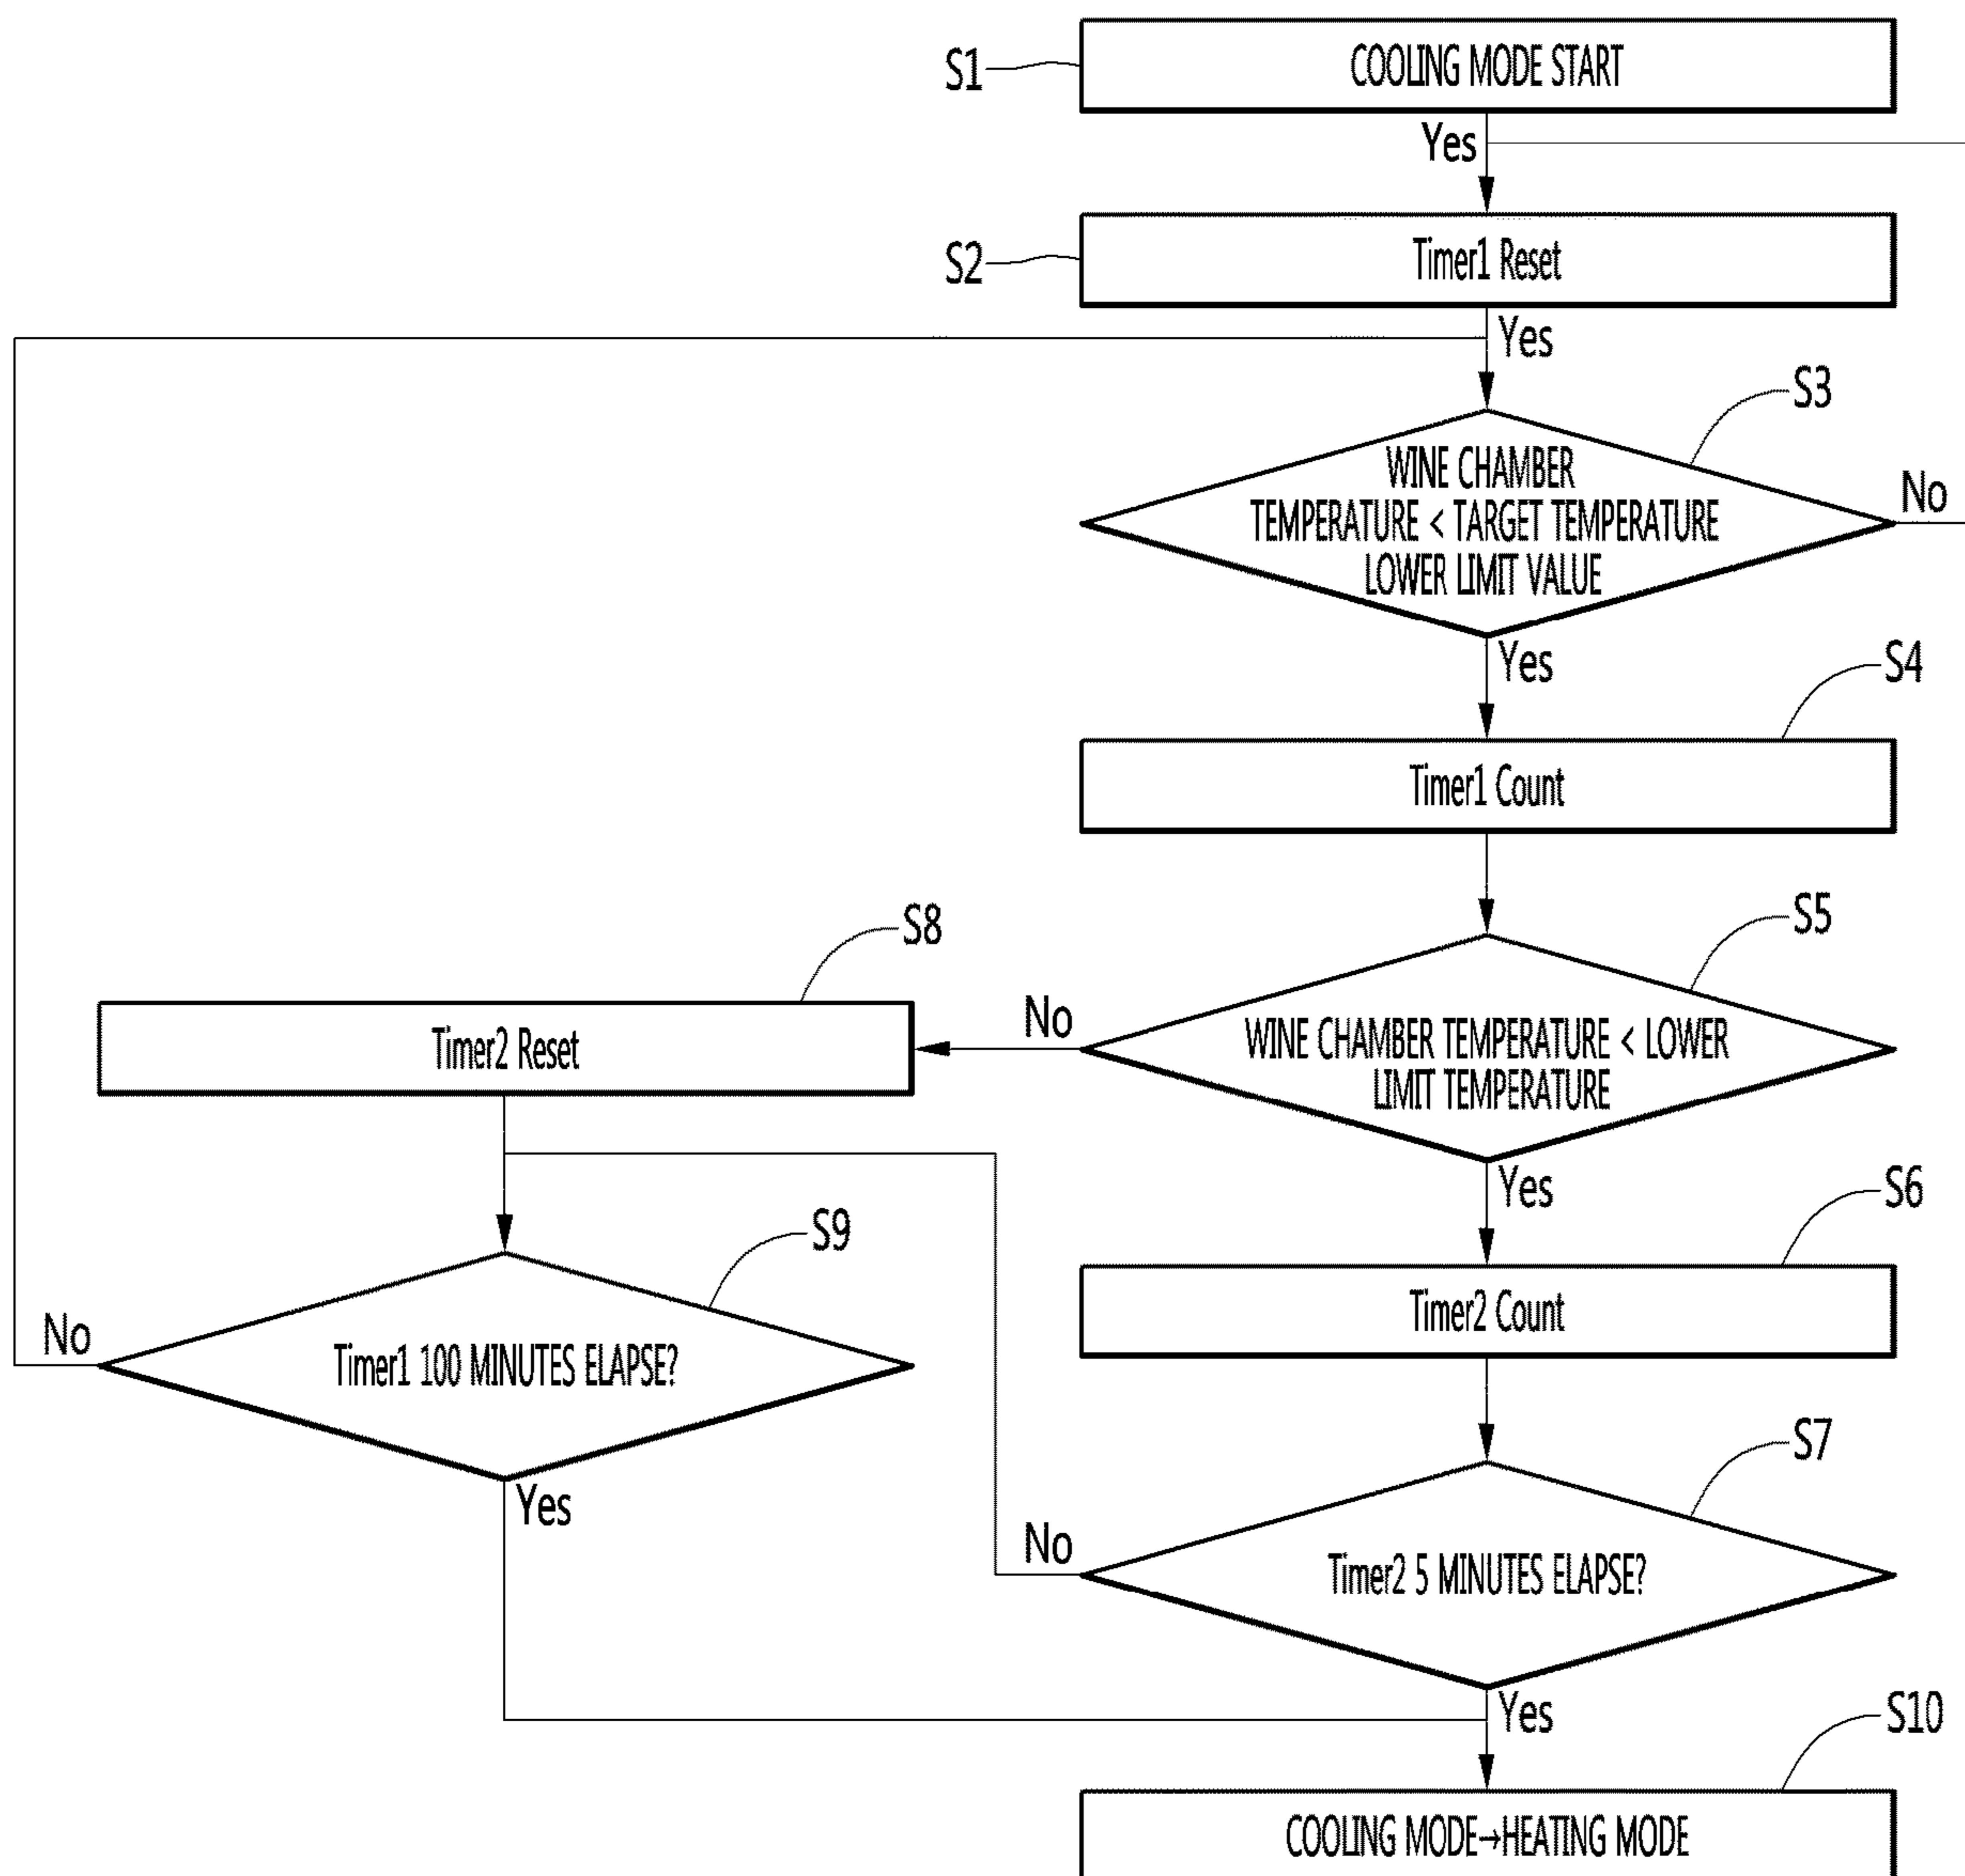 S1
COOLING MODE START
Yes
S2
Timer1 Reset
Yes
S3
WINE CHAMBER
TEMPERATURE < TARGET TEMPERATURE
LOWER LIMIT VALUE
No
Yes
S4
Timer1 Count
S5
WINE CHAMBER TEMPERATURE < LOWER
LIMIT TEMPERATURE
No
S8
Timer2 Reset
Yes
S6
Timer2 Count
S9
Timer1 100 MINUTES ELAPSE?
No
Yes
S7
Timer2 5 MINUTES ELAPSE?
No
Yes
S10
COOLING MODE→HEATING MODE